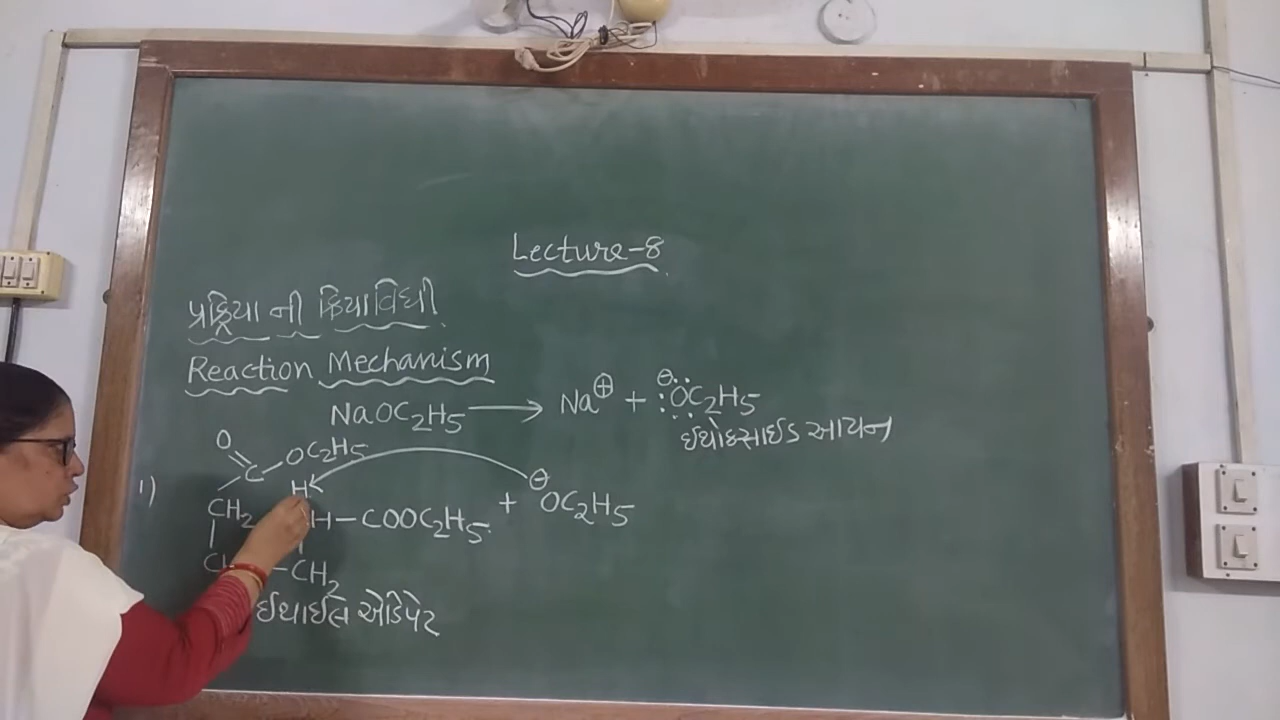 Lecture-8
પ્રક્રિયા ની ક્રિયાવિધી
Reaction Mechanism
NaOC₂H₅ ⟶ Na⊕ + :ÖC₂H₅
ઈથોકસાઈડ આયન
O
C – OC₂H₅
1)
H
CH₂ H – COOC₂H₅ + ⊖OC₂H₅
– CH₂
ઈથાઈલ એડિપેટ